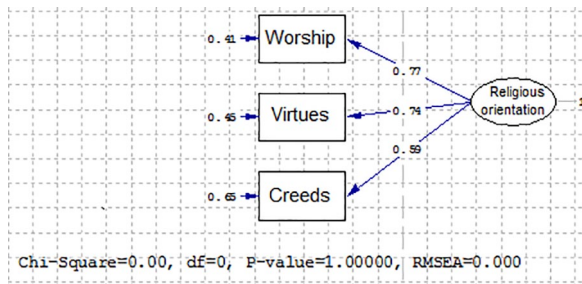 0.41
Worship
0.77
Religious
orientation
0.45
Virtues
0.74
0.59
0.65
Creeds
Chi-Square=0.00, df=0, P-value=1.00000, RMSEA=0.000